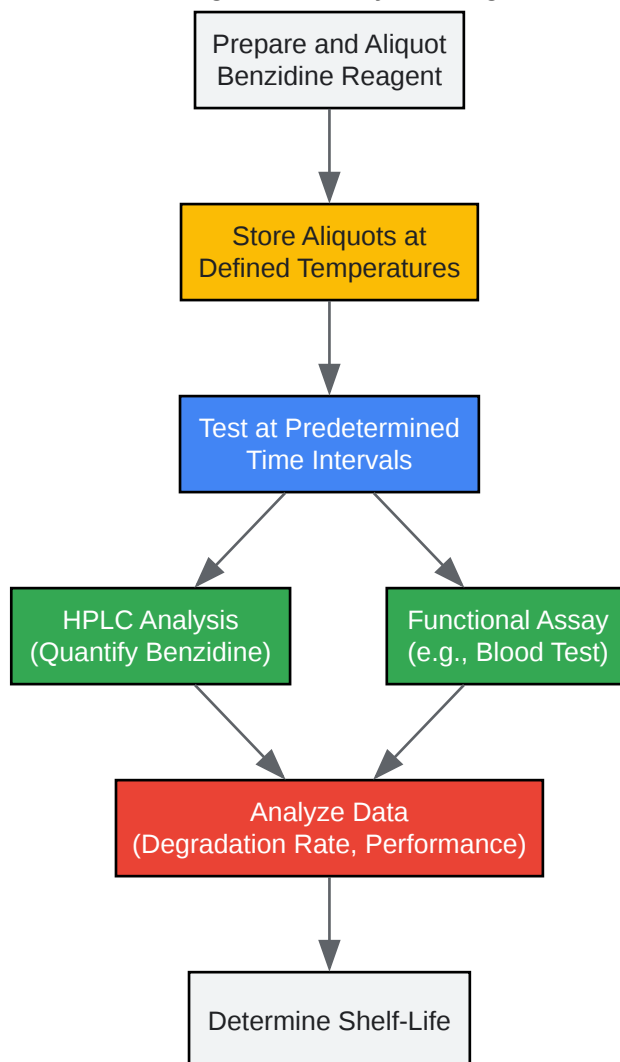 Prepare and Aliquot
Benzidine Reagent
Store Aliquots at
Defined Temperatures
Test at Predetermined
Time Intervals
HPLC Analysis
(Quantify Benzidine)
Functional Assay
(e.g., Blood Test)
Analyze Data
(Degradation Rate, Performance)
Determine Shelf-Life